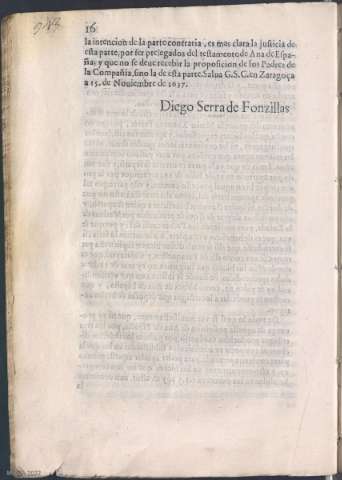 16
la intencion de la parte contraria, es mas clara la justicia de
esta parte, por ser prelegados del testamento de Ana de Espa-
ña; y que no se deue recebir la proposicion de los Padres de
la Compañia, sino la de esta parte. Salua G.S.C. en Zaragoça
a 15. de Nouiembre de 1637.
Diego Serra de Fonzillas